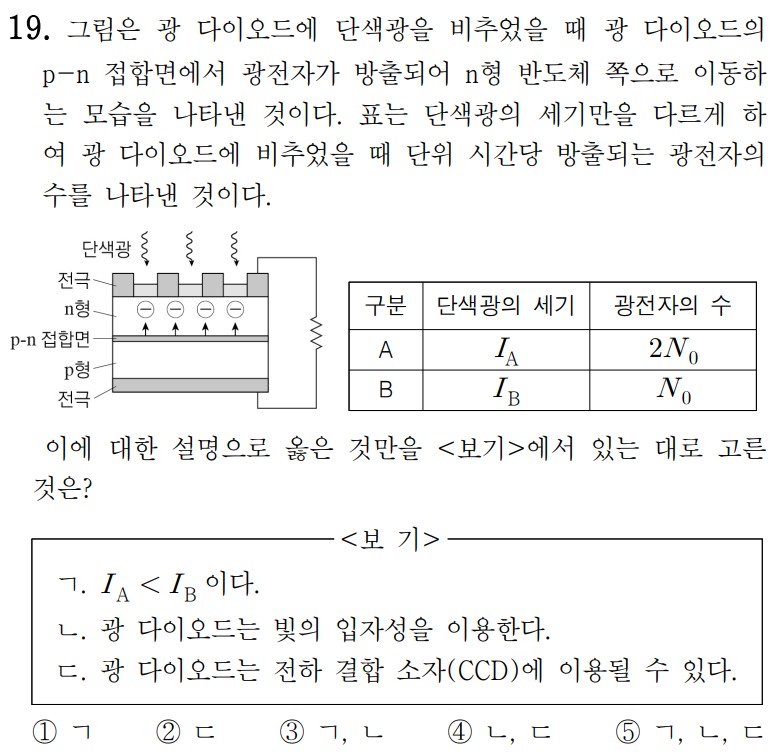 19. 그림은 광 다이오드에 단색광을 비추었을 때 광 다이오드의
p-n 접합면에서 광전자가 방출되어 n형 반도체 쪽으로 이동하
는 모습을 나타낸 것이다. 표는 단색광의 세기만을 다르게 하
여 광 다이오드에 비추었을 때 단위 시간당 방출되는 광전자의
수를 나타낸 것이다.
단색광
전극
n형
p-n 접합면
p형
전극
구분 단색광의 세기 광전자의 수
A I_A 2N_0
B I_B N_0
이에 대한 설명으로 옳은 것만을 <보기>에서 있는 대로 고른
것은?
<보 기>
ㄱ. I_A < I_B 이다.
ㄴ. 광 다이오드는 빛의 입자성을 이용한다.
ㄷ. 광 다이오드는 전하 결합 소자(CCD)에 이용될 수 있다.
① ㄱ ② ㄷ ③ ㄱ, ㄴ ④ ㄴ, ㄷ ⑤ ㄱ, ㄴ, ㄷ